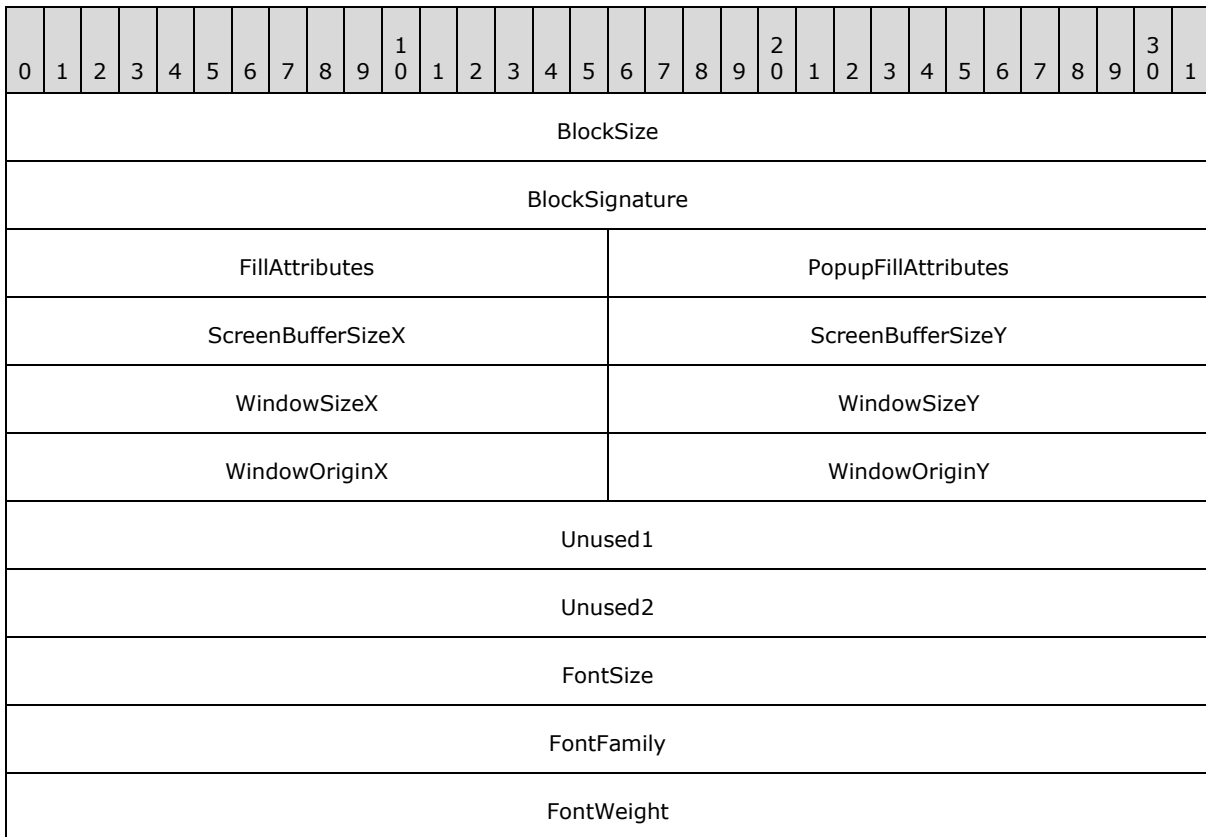 0 1 2 3 4 5 6 7 8 9 1 0 1 2 3 4 5 6 7 8 9 2 0 1 2 3 4 5 6 7 8 9 3 0 1
BlockSize
BlockSignature
FillAttributes PopupFillAttributes
ScreenBufferSizeX ScreenBufferSizeY
WindowSizeX WindowSizeY
WindowOriginX WindowOriginY
Unused1
Unused2
FontSize
FontFamily
FontWeight